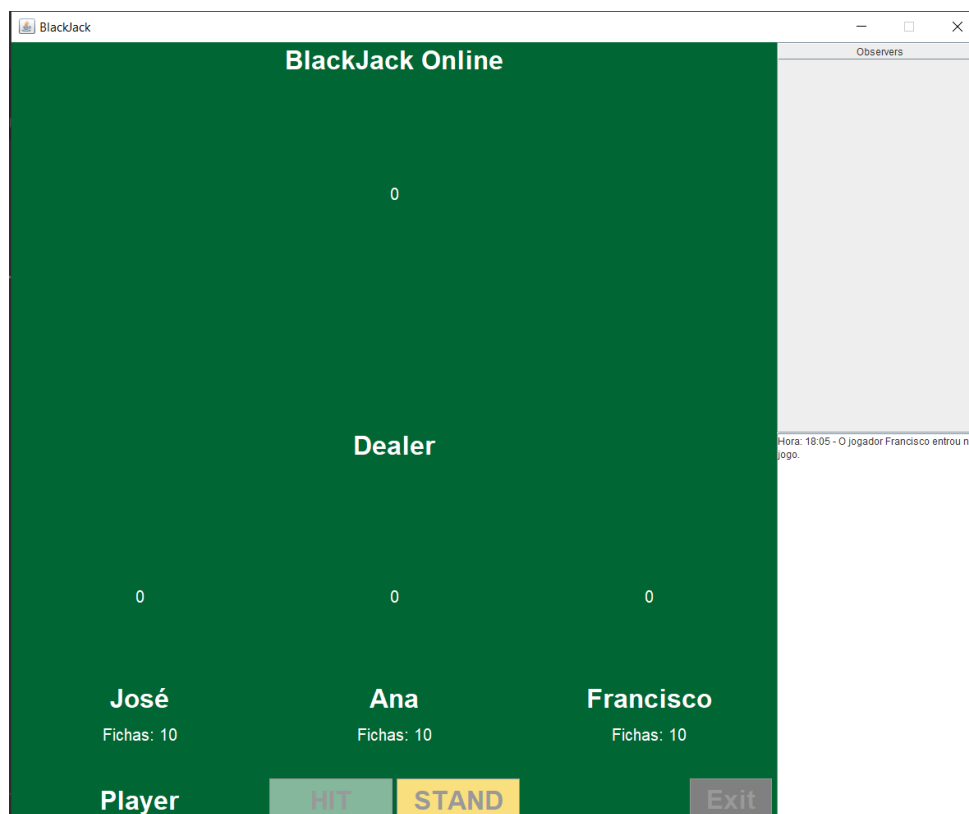 BlackJack
BlackJack Online
Observers
0
Dealer
Hora: 18:05 - O jogador Francisco entrou n
jogo.
0 0 0
José Ana Francisco
Fichas: 10 Fichas: 10 Fichas: 10
Player HIT STAND Exit